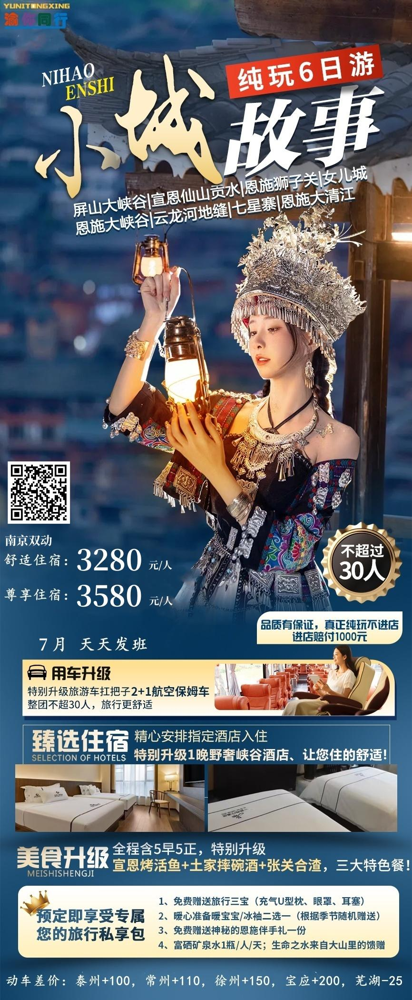 YUNITONGXING
渝你同行
NIHAO
ENSHI
纯玩6日游
小城
故事
屏山大峡谷|宣恩仙山贡水|恩施狮子关|女儿城
恩施大峡谷|云龙河地缝|七星寨|恩施大清江
南京双动
舒适住宿：3280 元/人
尊享住宿：3580 元/人
不超过
30人
品质有保证，真正纯玩不进店
进店赔付1000元
7月 天天发班
用车升级
特别升级旅游车扛把子2+1航空保姆车
整团不超30人，旅行更舒适
臻选住宿
SELECTION OF HOTELS
精心安排指定酒店入住
特别升级1晚野奢峡谷酒店、让您住的舒适!
美食升级
MEISHISHENGJI
全程含5早5正，特别升级
宣恩烤活鱼+土家摔碗酒+张关合渣，三大特色餐!
预定即享受专属
您的旅行私享包
1、免费赠送旅行三宝（充气U型枕、眼罩、耳塞）
2、暖心准备暖宝宝/冰袖二选一（根据季节随机赠送）
3、免费赠送神秘的恩施伴手礼一份
4、富硒矿泉水1瓶/人/天；生命之水来自大山里的馈赠
动车差价：泰州+100，常州+110，徐州+150，宝应+200，芜湖-25